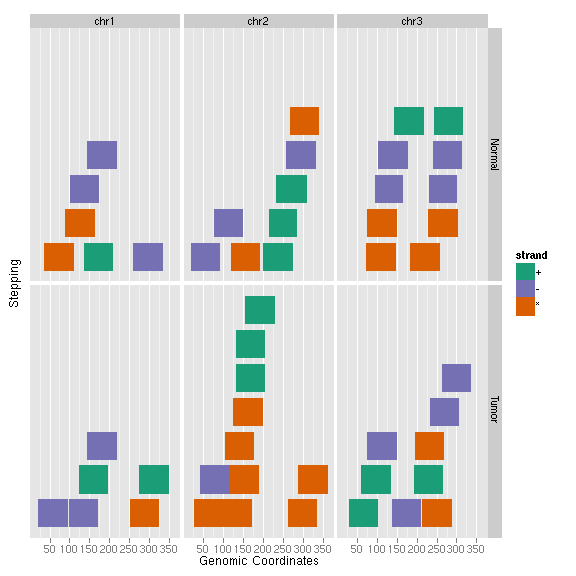 chr1 chr2 chr3
Normal
Stepping
strand
+
-
*
Tumor
50 100 150 200 250 300 350 50 100 150 200 250 300 350 50 100 150 200 250 300 350
Genomic Coordinates